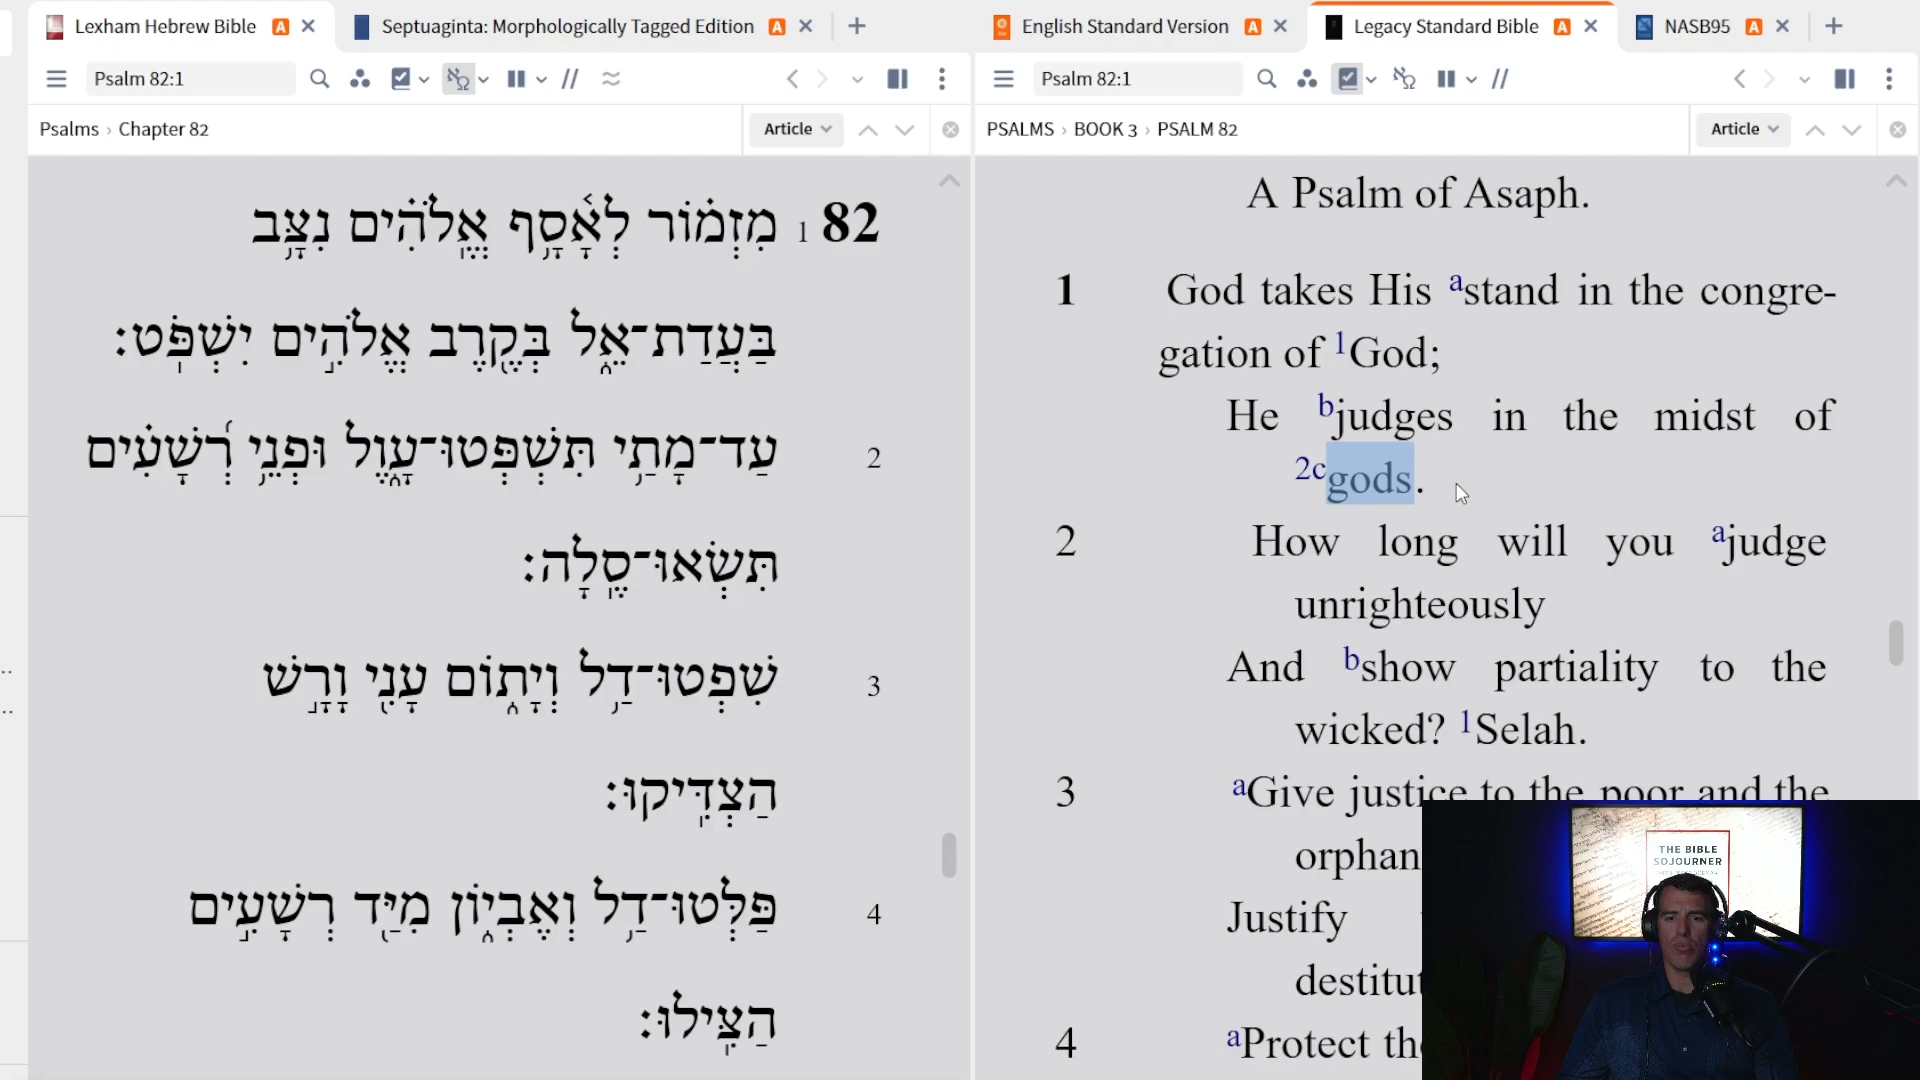 Lexham Hebrew Bible A
Septuaginta: Morphologically Tagged Edition A
English Standard Version A
Legacy Standard Bible A
NASB95 A
Psalm 82:1
Psalm 82:1
Psalms › Chapter 82
Article
PSALMS › BOOK 3 › PSALM 82
Article
82 1 מִזְמ֗וֹר לְאָ֫סָ֥ף אֱֽלֹהִ֗ים נִצָּ֥ב
בַּעֲדַת־אֵ֑ל בְּקֶ֖רֶב אֱלֹהִ֣ים יִשְׁפֹּֽט׃
2 עַד־מָתַ֥י תִּשְׁפְּטוּ־עָ֑וֶל וּפְנֵ֥י רְ֝שָׁעִ֗ים
תִּשְׂאוּ־סֶֽלָה׃
3 שִׁפְטוּ־דַ֥ל וְיָת֑וֹם עָנִ֖י וָרָ֣שׁ
הַצְדִּֽיקוּ׃
4 פַּלְּטוּ־דַ֥ל וְאֶבְי֑וֹן מִיַּ֖ד רְשָׁעִ֣ים
הַצִּֽילוּ׃
A Psalm of Asaph.
1 God takes His astand in the congre-
gation of 1God;
He bjudges in the midst of
2cgods.
2 How long will you ajudge
unrighteously
And bshow partiality to the
wicked? 1Selah.
3 aGive justice to the poor and the
orphan
Justify
destitut
4 aProtect the
THE BIBLE
SOJOURNER